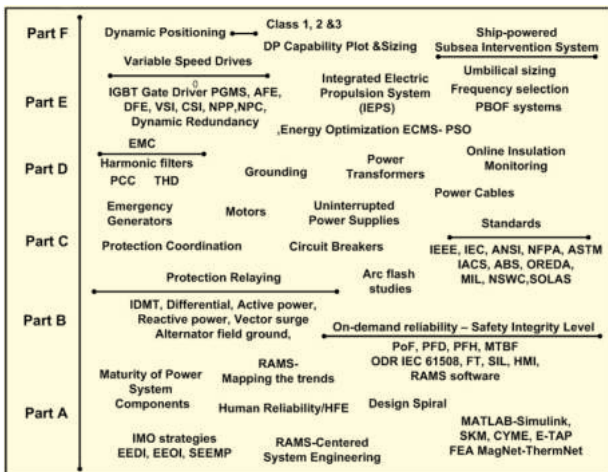 Part F
Dynamic Positioning
Class 1, 2 &3
DP Capability Plot &Sizing
Ship-powered
Subsea Intervention System
Variable Speed Drives
Umbilical sizing
Part E
IGBT Gate Driver PGMS, AFE,
DFE, VSI, CSI, NPP,NPC,
Dynamic Redundancy
Integrated Electric
Propulsion System
(IEPS)
Frequency selection
PBOF systems
,Energy Optimization ECMS- PSO
EMC
Part D
Harmonic filters
PCC THD
Grounding
Power
Transformers
Online Insulation
Monitoring
Power Cables
Emergency
Generators
Motors
Uninterrupted
Power Supplies
Standards
Part C
Protection Coordination
Circuit Breakers
IEEE, IEC, ANSI, NFPA, ASTM
IACS, ABS, OREDA,
MIL, NSWC,SOLAS
Protection Relaying
Arc flash
studies
Part B
IDMT, Differential, Active power,
Reactive power, Vector surge
Alternator field ground,
On-demand reliability – Safety Integrity Level
PoF, PFD, PFH, MTBF
ODR IEC 61508, FT, SIL, HMI,
RAMS software
Maturity of Power
System
Components
RAMS-
Mapping the trends
Part A
Human Reliability/HFE
Design Spiral
IMO strategies
EEDI, EEOI, SEEMP
RAMS-Centered
System Engineering
MATLAB-Simulink,
SKM, CYME, E-TAP
FEA MagNet-ThermNet